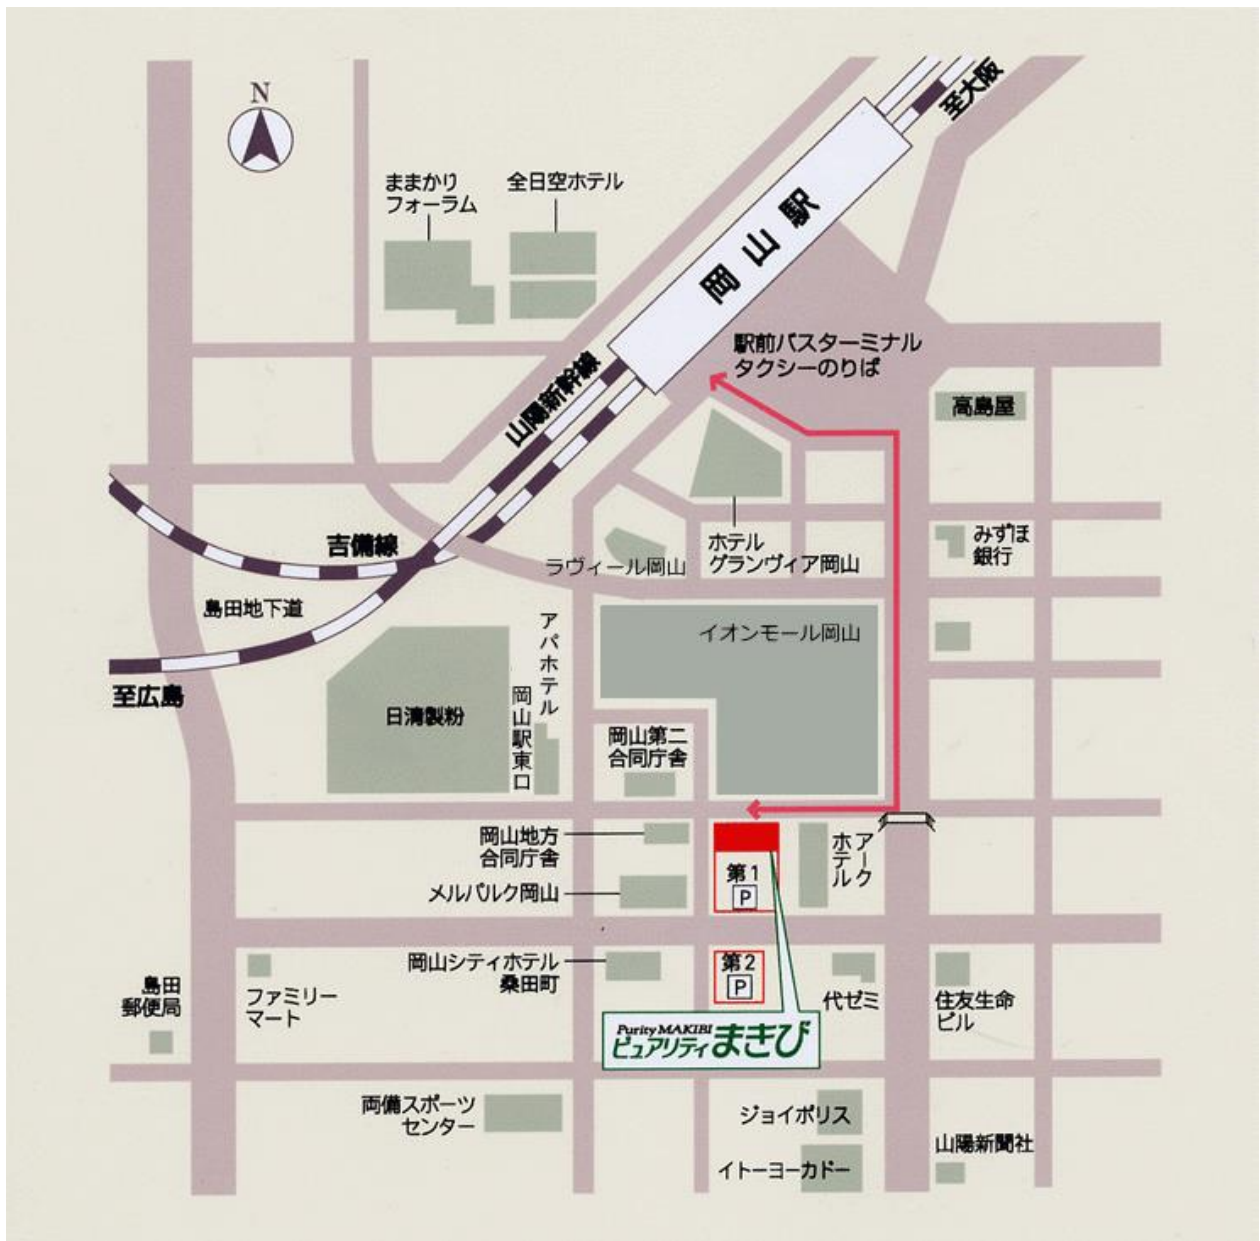 N
至大阪
ままかり
フォーラム
全日空ホテル
岡山駅
駅前バスターミナル
タクシーのりば
山陽新幹線
高島屋
吉備線
ホテル
グランヴィア岡山
みずほ
銀行
ラヴィール岡山
島田地下道
イオンモール岡山
アパホテル
岡山駅東口
至広島
日清製粉
岡山第二
合同庁舎
岡山地方
合同庁舎
アーク
ホテル
第1
P
メルパルク岡山
岡山シティホテル
桑田町
第2
P
島田
郵便局
ファミリー
マート
代ゼミ
住友生命
ビル
Purity MAKIBI
ピュアリティまきび
両備スポーツ
センター
ジョイポリス
山陽新聞社
イトーヨーカドー